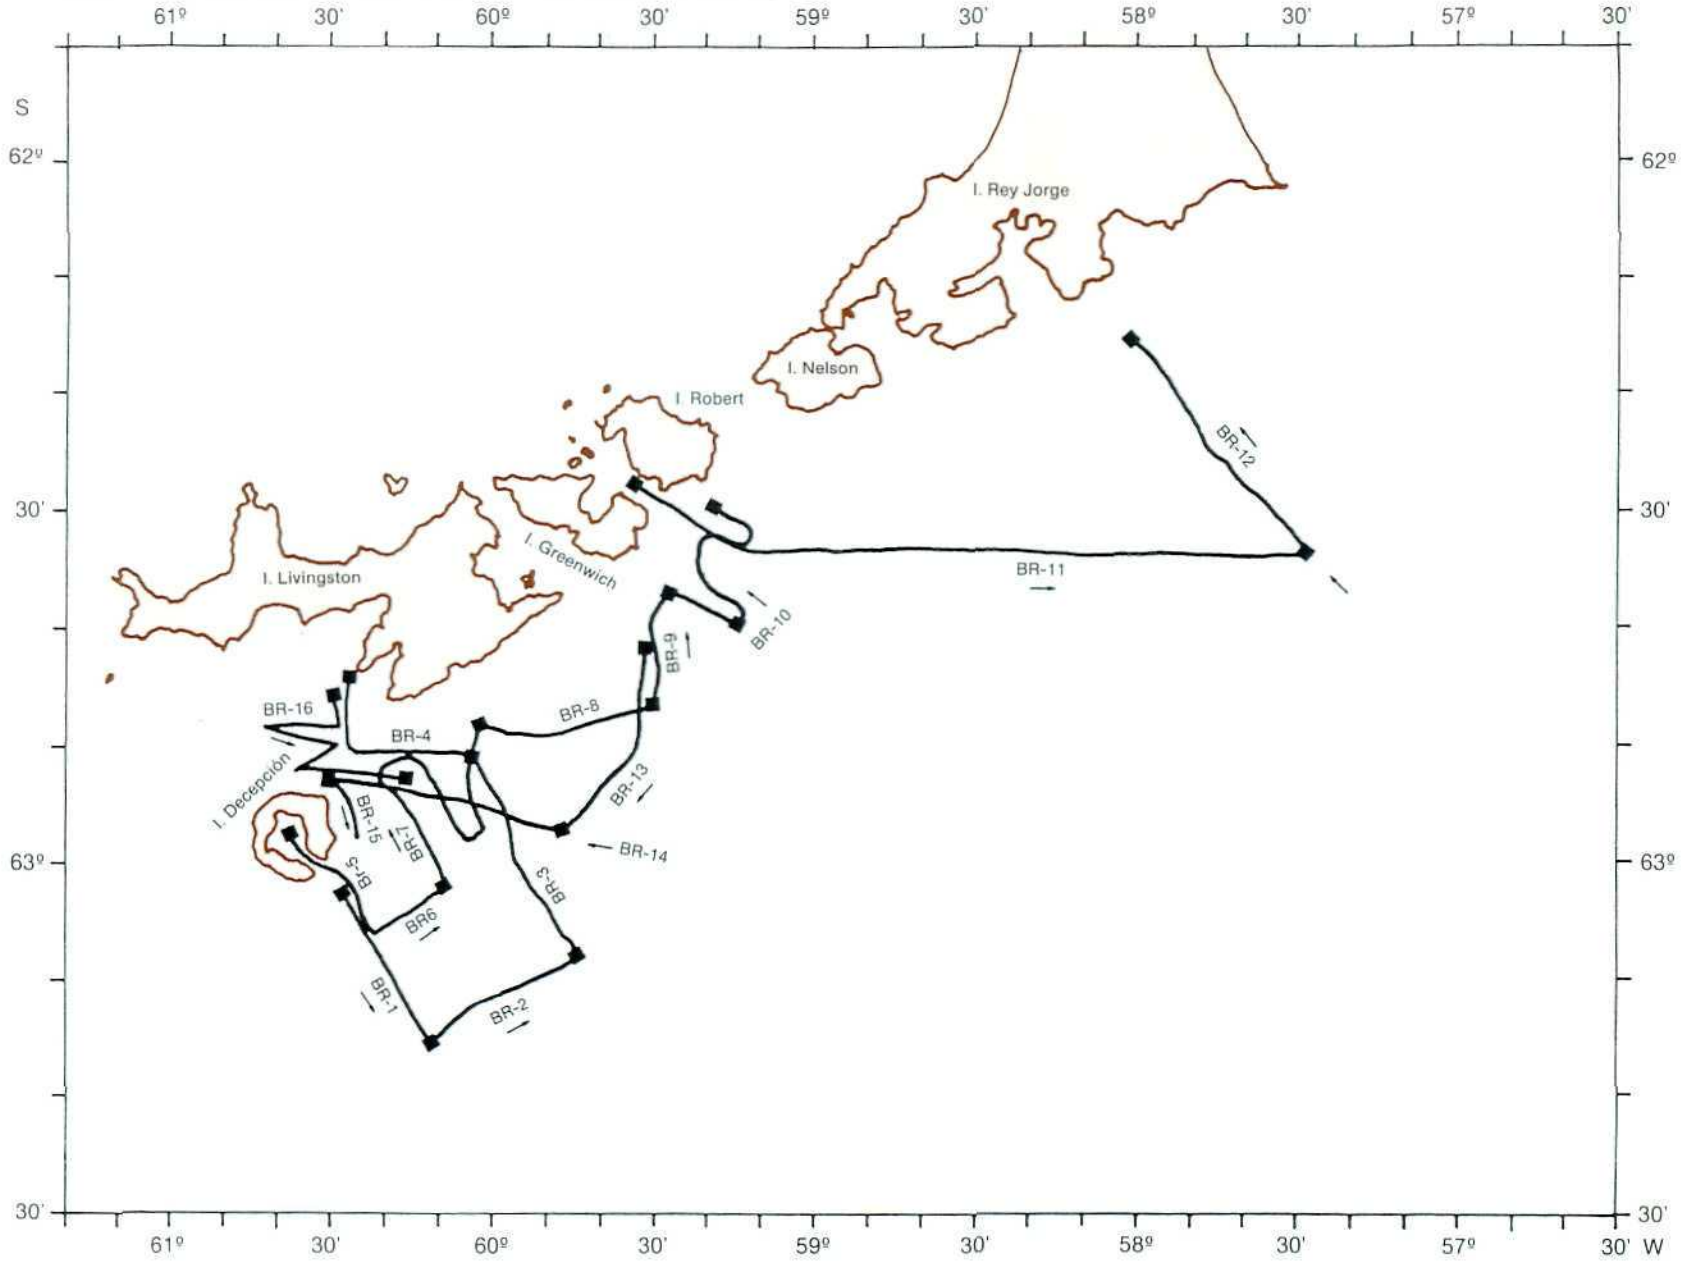 61º 30' 60º 30' 59º 30' 58º 30' 57º 30'
S
62º 62º
I. Rey Jorge
I. Nelson
I. Robert
BR-12
30' 30'
I. Greenwich
I. Livingston
BR-11
BR-10
BR-9
BR-16
BR-8
BR-4
I. Decepción
BR-13
BR-15
BR-7
BR-14
63º 63º
Br-5
BR-3
BR6
BR-1
BR-2
30' 30'
61º 30' 60º 30' 59º 30' 58º 30' 57º 30' W